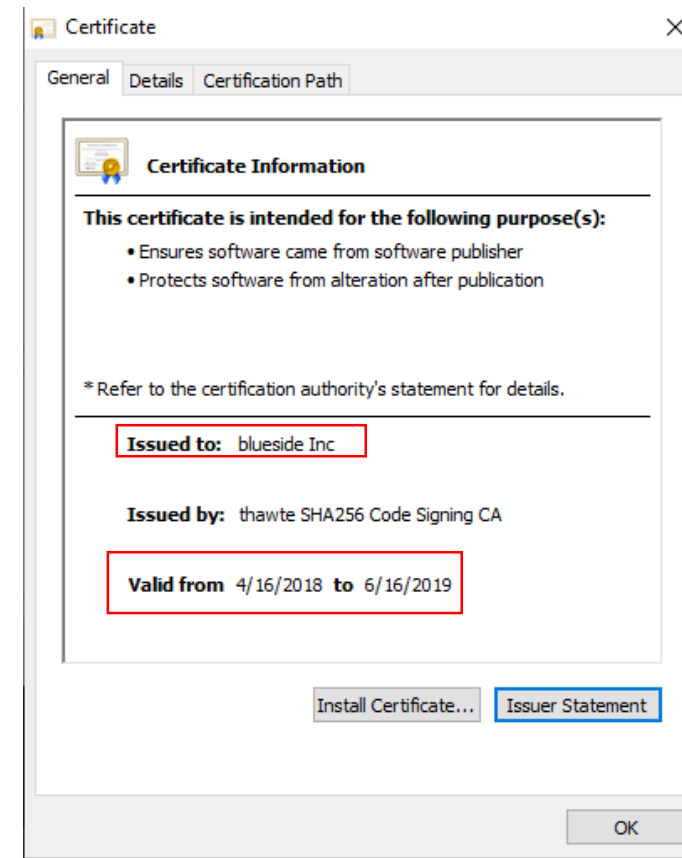 Certificate
General Details Certification Path
Certificate Information
This certificate is intended for the following purpose(s):
• Ensures software came from software publisher
• Protects software from alteration after publication
* Refer to the certification authority's statement for details.
Issued to: blueside Inc
Issued by: thawte SHA256 Code Signing CA
Valid from 4/16/2018 to 6/16/2019
Install Certificate... Issuer Statement
OK